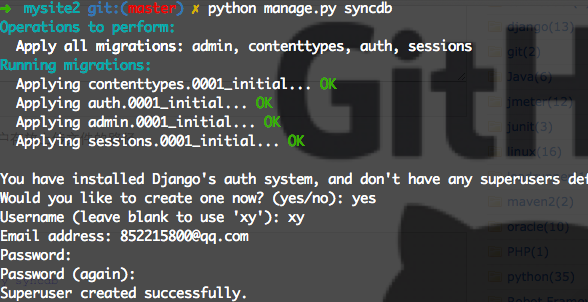 ➜  mysite2 git:(master) ✗ python manage.py syncdb
Operations to perform:
  Apply all migrations: admin, contenttypes, auth, sessions
Running migrations:
  Applying contenttypes.0001_initial... OK
  Applying auth.0001_initial... OK
  Applying admin.0001_initial... OK
  Applying sessions.0001_initial... OK
You have installed Django's auth system, and don't have any superusers def
Would you like to create one now? (yes/no): yes
Username (leave blank to use 'xy'): xy
Email address: 852215800@qq.com
Password:
Password (again):
Superuser created successfully.
GitH
django(13)
git(2)
Java(6)
jmeter(12)
junit(3)
linux(16)
maven2(2)
oracle(10)
PHP(1)
python(35)